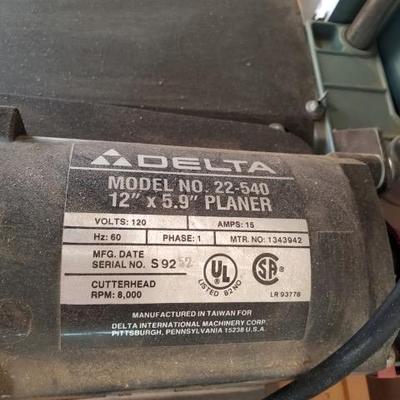 DELTA
MODEL NO. 22-540
12" x 5.9" PLANER
VOLTS: 120 AMPS: 15
Hz: 60 PHASE: 1 MTR. NO: 1343942
MFG. DATE
SERIAL NO. S 92 52
UL
LISTED 82 NO
SA
CUTTERHEAD
RPM: 8,000
LR 93778
MANUFACTURED IN TAIWAN FOR
DELTA INTERNATIONAL MACHINERY CORP.
PITTSBURGH, PENNSYLVANIA 15238 U.S.A.